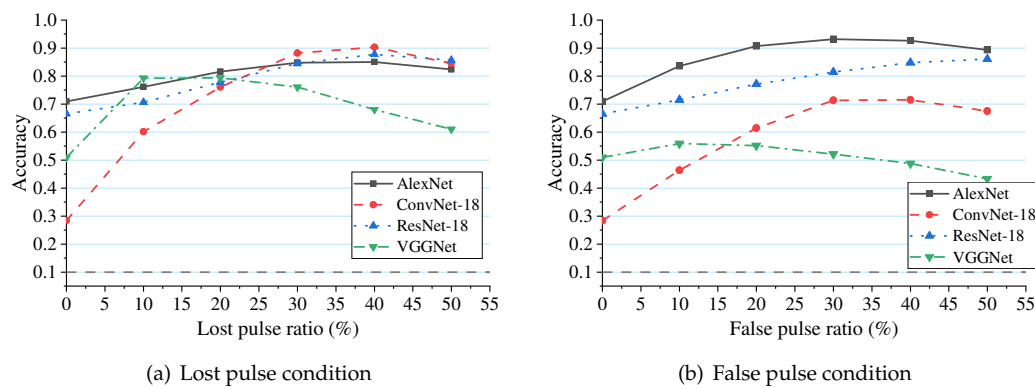 1.0
0.9
0.8
0.7
0.6
0.5
0.4
0.3
0.2
0.1
Accuracy
AlexNet
ConvNet-18
ResNet-18
VGGNet
0 5 10 15 20 25 30 35 40 45 50 55
Lost pulse ratio (%)
(a) Lost pulse condition
1.0
0.9
0.8
0.7
0.6
0.5
0.4
0.3
0.2
0.1
Accuracy
AlexNet
ConvNet-18
ResNet-18
VGGNet
0 5 10 15 20 25 30 35 40 45 50 55
False pulse ratio (%)
(b) False pulse condition